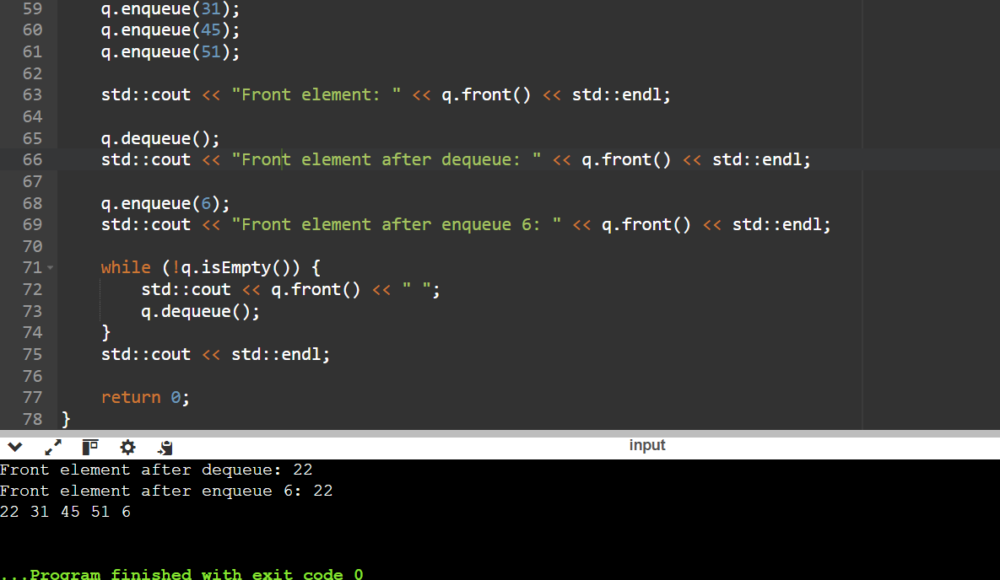 59 q.enqueue(31);
60 q.enqueue(45);
61 q.enqueue(51);
62
63 std::cout << "Front element: " << q.front() << std::endl;
64
65 q.dequeue();
66 std::cout << "Front element after dequeue: " << q.front() << std::endl;
67
68 q.enqueue(6);
69 std::cout << "Front element after enqueue 6: " << q.front() << std::endl;
70
71 while (!q.isEmpty()) {
72 std::cout << q.front() << " ";
73 q.dequeue();
74 }
75 std::cout << std::endl;
76
77 return 0;
78 }
input
Front element after dequeue: 22
Front element after enqueue 6: 22
22 31 45 51 6
...Program finished with exit code 0